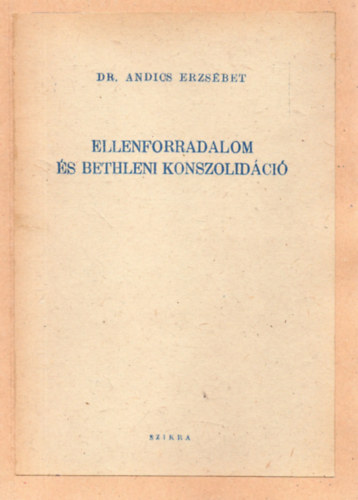 DR. ANDICS ERZSÉBET
ELLENFORRADALOM
ÉS BETHLENI KONSZOLIDÁCIÓ
SZIKRA